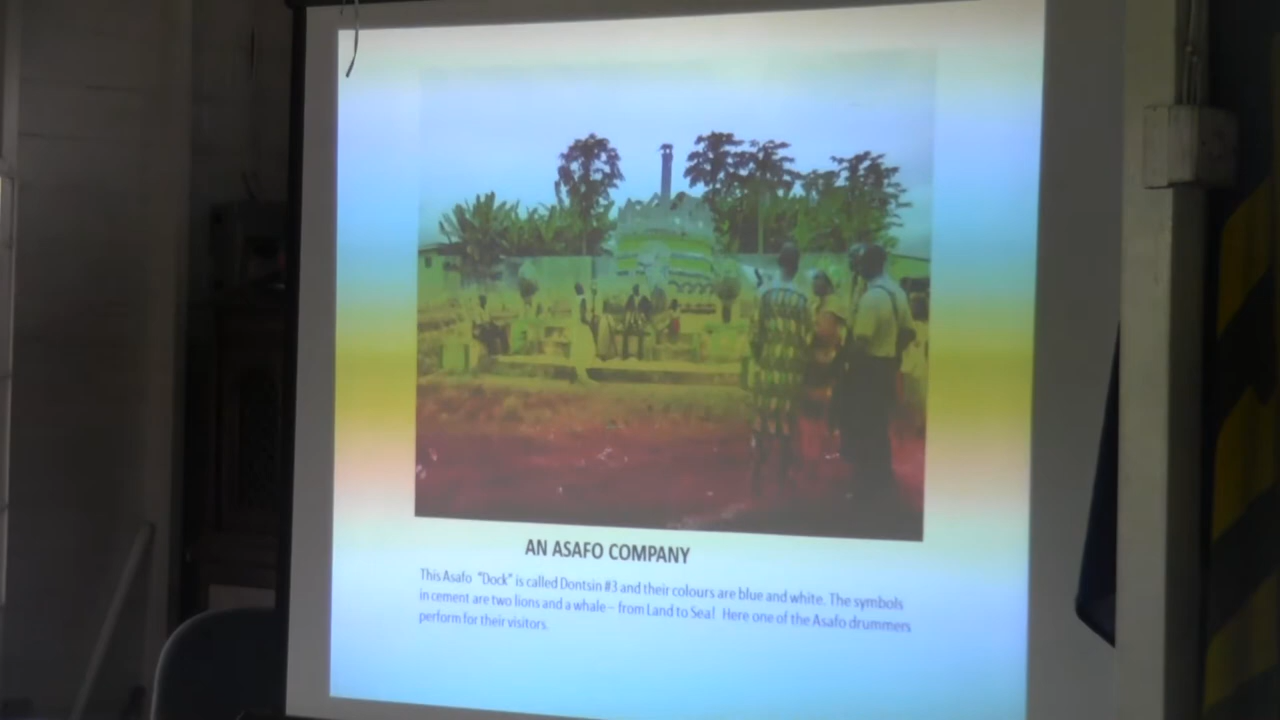 AN ASAFO COMPANY
This Asafo "Dock" is called Dontsin #3 and their colours are blue and white. The symbols
in cement are two lions and a whale – from Land to Sea! Here one of the Asafo drummers
perform for their visitors.